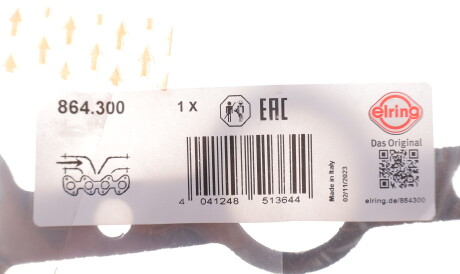 864.300
1 X
EAC
elring
Das Original
4 041248 513644
Made in Italy
02/11/2023
elring.de/864300